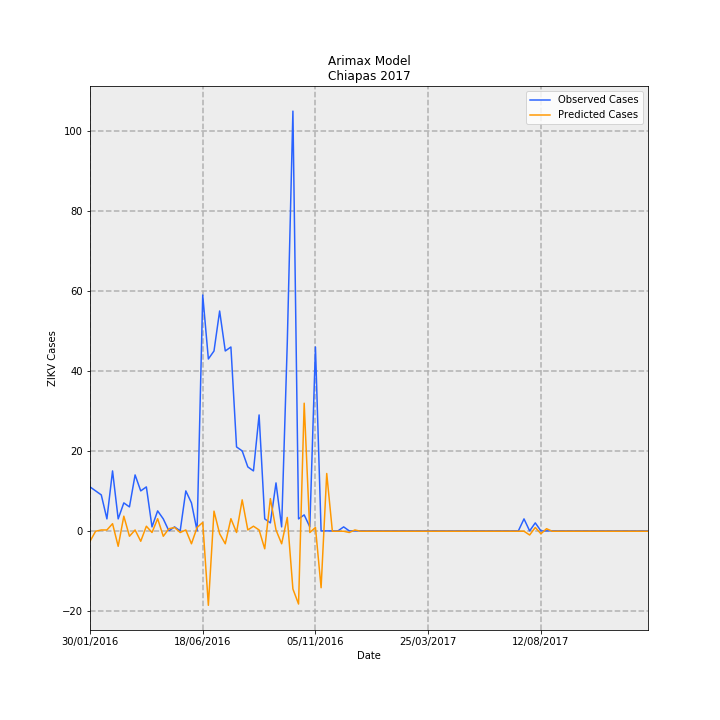 Arimax Model
Chiapas 2017
Observed Cases
Predicted Cases
ZIKV Cases
100
80
60
40
20
0
−20
30/01/2016
18/06/2016
05/11/2016
25/03/2017
12/08/2017
Date